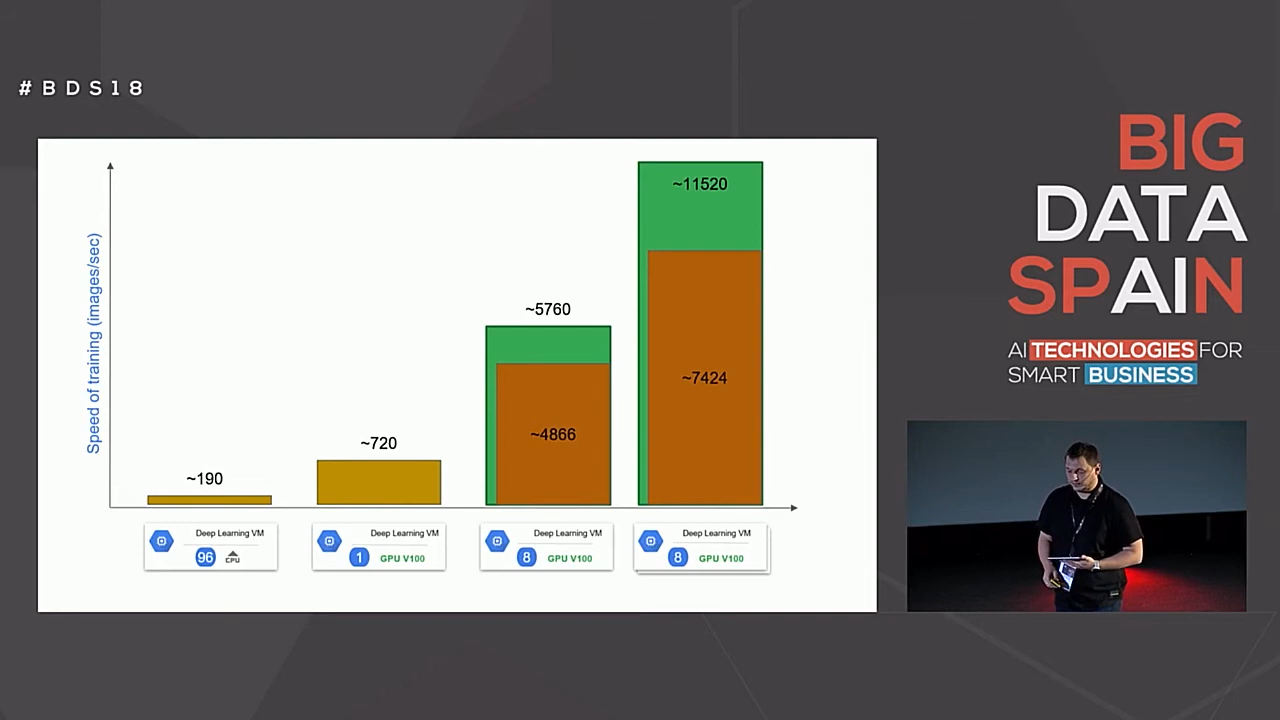 #BDS18
BIG
DATA
SPAIN
AI TECHNOLOGIES FOR
SMART BUSINESS
Speed of training (images/sec)
~190
~720
~5760
~4866
~11520
~7424
Deep Learning VM
96 CPU
Deep Learning VM
1 GPU V100
Deep Learning VM
8 GPU V100
Deep Learning VM
8 GPU V100